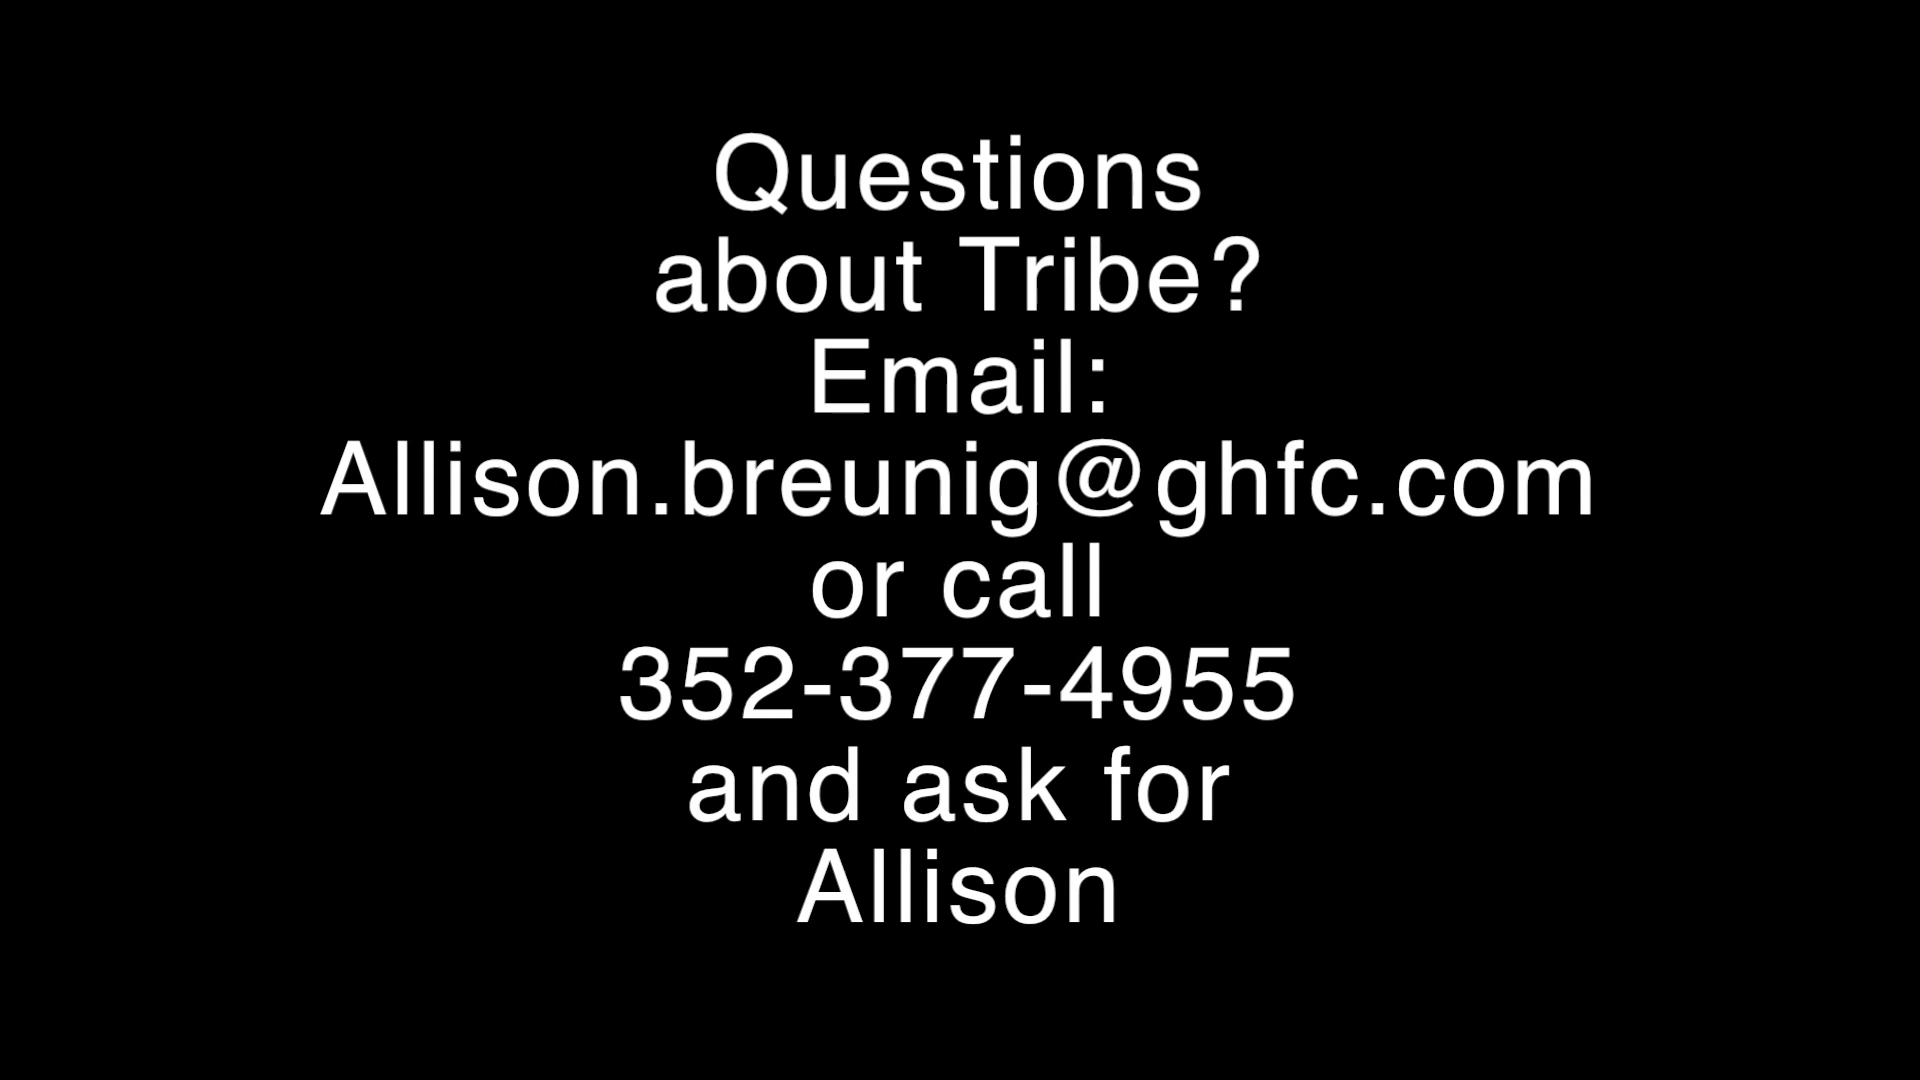 Questions
about Tribe?
Email:
Allison.breunig@ghfc.com
or call
352-377-4955
and ask for
Allison